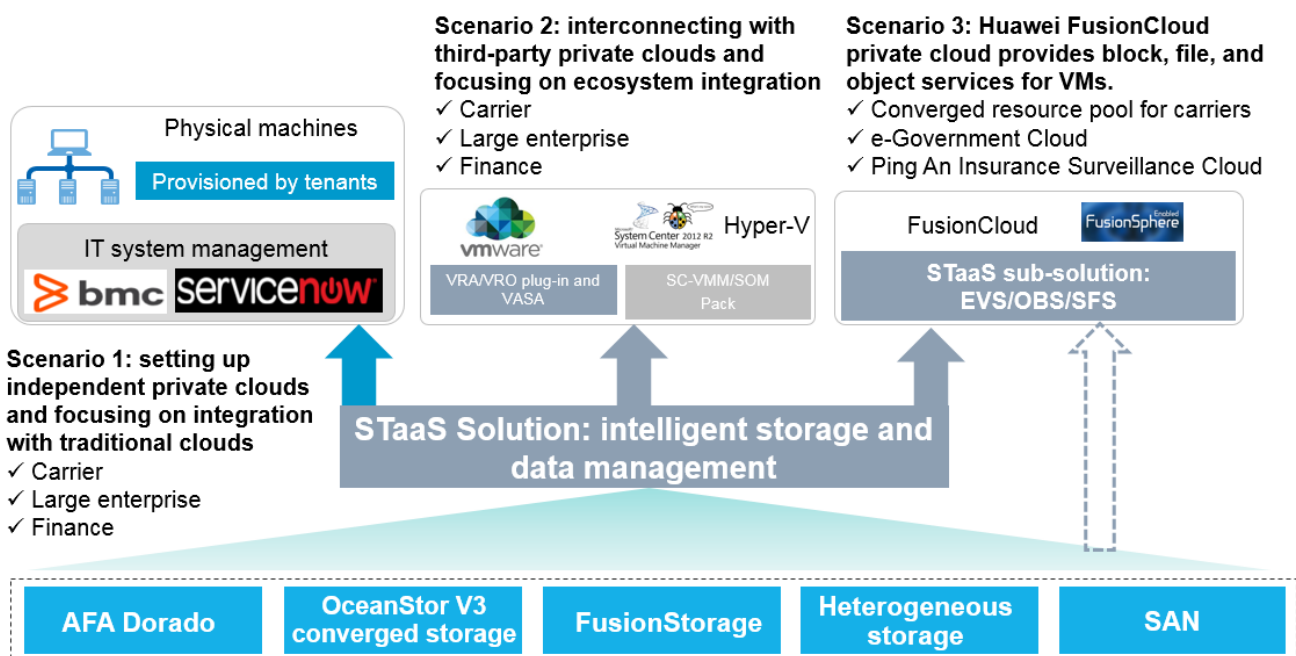 Scenario 2: interconnecting with
third-party private clouds and
focusing on ecosystem integration
✓ Carrier
✓ Large enterprise
✓ Finance
Scenario 3: Huawei FusionCloud
private cloud provides block, file, and
object services for VMs.
✓ Converged resource pool for carriers
✓ e-Government Cloud
✓ Ping An Insurance Surveillance Cloud
Physical machines
Provisioned by tenants
IT system management
bmc
servicenow
vmware
VRA/VRO plug-in and
VASA
System Center 2012 R2
Virtual Machine Manager
Hyper-V
SC-VMM/SOM
Pack
FusionCloud
FusionSphere
Enabled
STaaS sub-solution:
EVS/OBS/SFS
Scenario 1: setting up
independent private clouds
and focusing on integration
with traditional clouds
✓ Carrier
✓ Large enterprise
✓ Finance
STaaS Solution: intelligent storage and
data management
AFA Dorado
OceanStor V3
converged storage
FusionStorage
Heterogeneous
storage
SAN